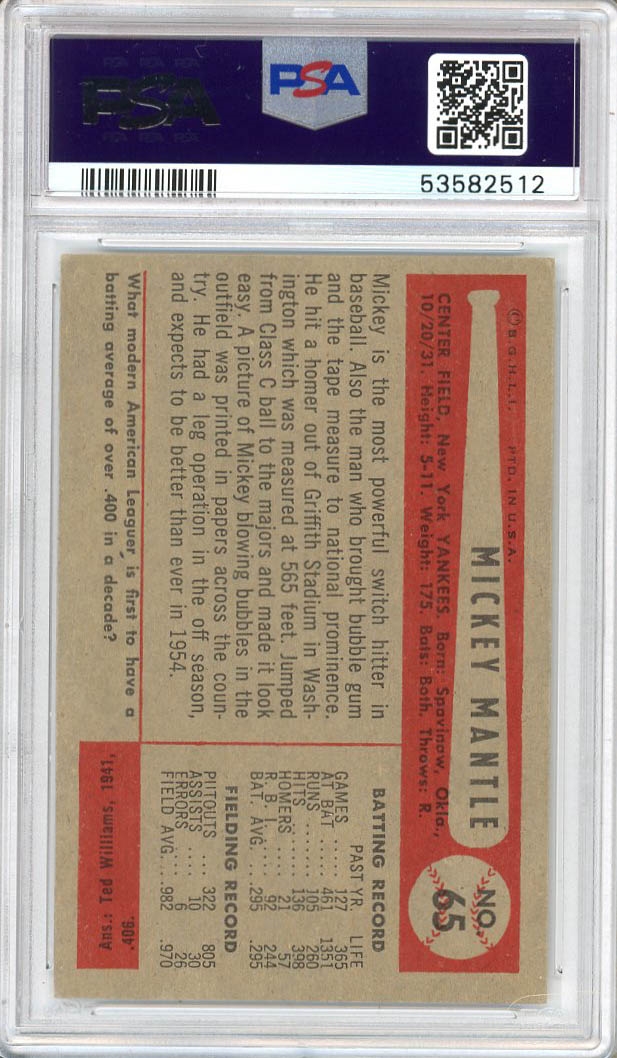 PSA
PSA
53582512
© B.G.H.L.I. PTD. IN U.S.A.
MICKEY MANTLE
NO.
65
CENTER FIELD, New York YANKEES. Born: Spavinaw, Okla.,
10/20/31. Height: 5-11. Weight: 175. Bats: Both. Throws: R.
Mickey is the most powerful switch hitter in
baseball. Also the man who brought bubble gum
and the tape measure to national prominence.
He hit a homer out of Griffith Stadium in Wash-
ington which was measured at 565 feet. Jumped
from Class C ball to the majors and made it look
easy. A picture of Mickey blowing bubbles in the
outfield was printed in papers across the coun-
try. He had a leg operation in the off season,
and expects to be better than ever in 1954.
BATTING RECORD
PAST YR. LIFE
GAMES 127 365
AT BAT ..... 461 1351
RUNS ....... 105 260
HITS ....... 136 398
HOMERS ..... 21 57
R. B. I. .... 92 244
BAT. AVG. ...295 .295
FIELDING RECORD
PUTOUTS ... 322 805
ASSISTS ... 10 30
ERRORS .... 6 26
FIELD AVG. ...982 .970
What modern American Leaguer is first to have a
batting average of over .400 in a decade?
Ans.: Ted Williams, 1941,
.406.